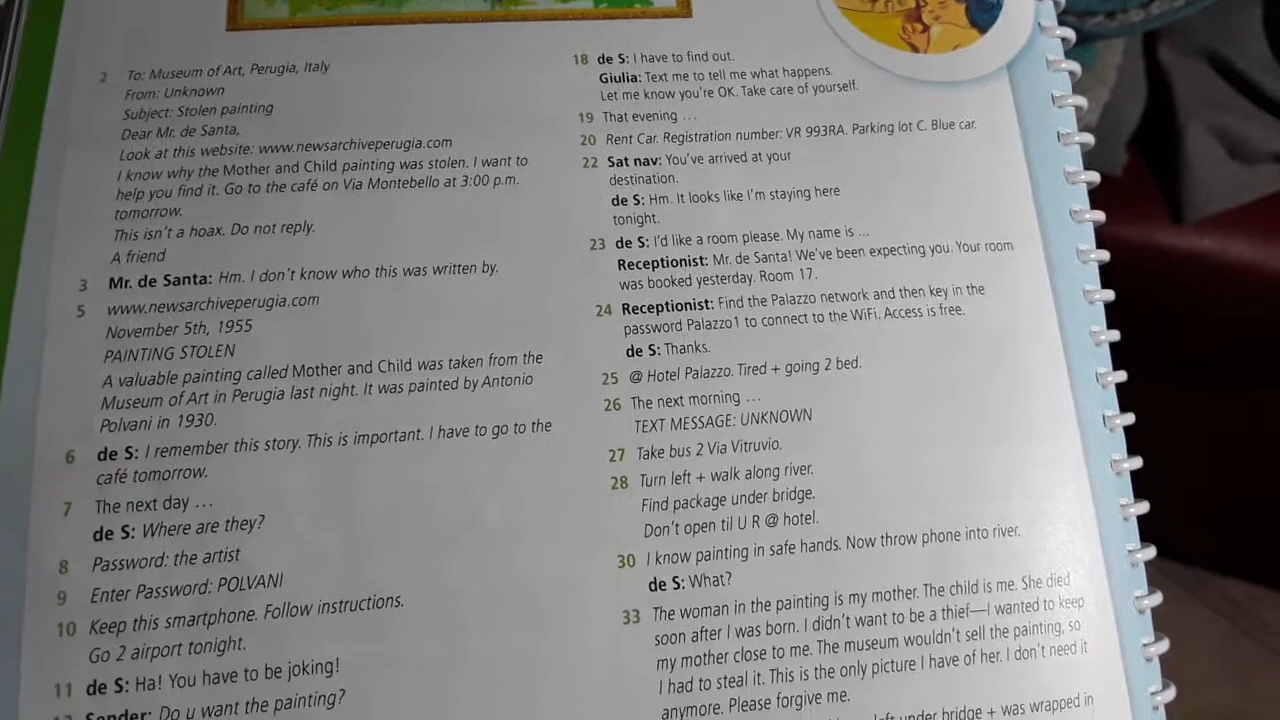 2 To: Museum of Art, Perugia, Italy
From: Unknown
Subject: Stolen painting
Dear Mr. de Santa,
Look at this website: www.newsarchiveperugia.com
I know why the Mother and Child painting was stolen. I want to
help you find it. Go to the café on Via Montebello at 3:00 p.m.
tomorrow.
This isn't a hoax. Do not reply.
A friend
3 Mr. de Santa: Hm. I don't know who this was written by.
5 www.newsarchiveperugia.com
November 5th, 1955
PAINTING STOLEN
A valuable painting called Mother and Child was taken from the
Museum of Art in Perugia last night. It was painted by Antonio
Polvani in 1930.
6 de S: I remember this story. This is important. I have to go to the
café tomorrow.
7 The next day ...
de S: Where are they?
8 Password: the artist
9 Enter Password: POLVANI
10 Keep this smartphone. Follow instructions.
Go 2 airport tonight.
11 de S: Ha! You have to be joking!
Sender: Do u want the painting?
18 de S: I have to find out.
Giulia: Text me to tell me what happens.
Let me know you're OK. Take care of yourself.
19 That evening ...
20 Rent Car. Registration number: VR 993RA. Parking lot C. Blue car.
22 Sat nav: You've arrived at your
destination.
de S: Hm. It looks like I'm staying here
tonight.
23 de S: I'd like a room please. My name is ...
Receptionist: Mr. de Santa! We've been expecting you. Your room
was booked yesterday. Room 17.
24 Receptionist: Find the Palazzo network and then key in the
password Palazzo1 to connect to the WiFi. Access is free.
de S: Thanks.
25 @ Hotel Palazzo. Tired + going 2 bed.
26 The next morning ...
TEXT MESSAGE: UNKNOWN
27 Take bus 2 Via Vitruvio.
28 Turn left + walk along river.
Find package under bridge.
Don't open til U R @ hotel.
30 I know painting in safe hands. Now throw phone into river.
de S: What?
33 The woman in the painting is my mother. The child is me. She died
soon after I was born. I didn't want to be a thief—I wanted to keep
my mother close to me. The museum wouldn't sell the painting, so
I had to steal it. This is the only picture I have of her. I don't need it
anymore. Please forgive me.
left under bridge + was wrapped in